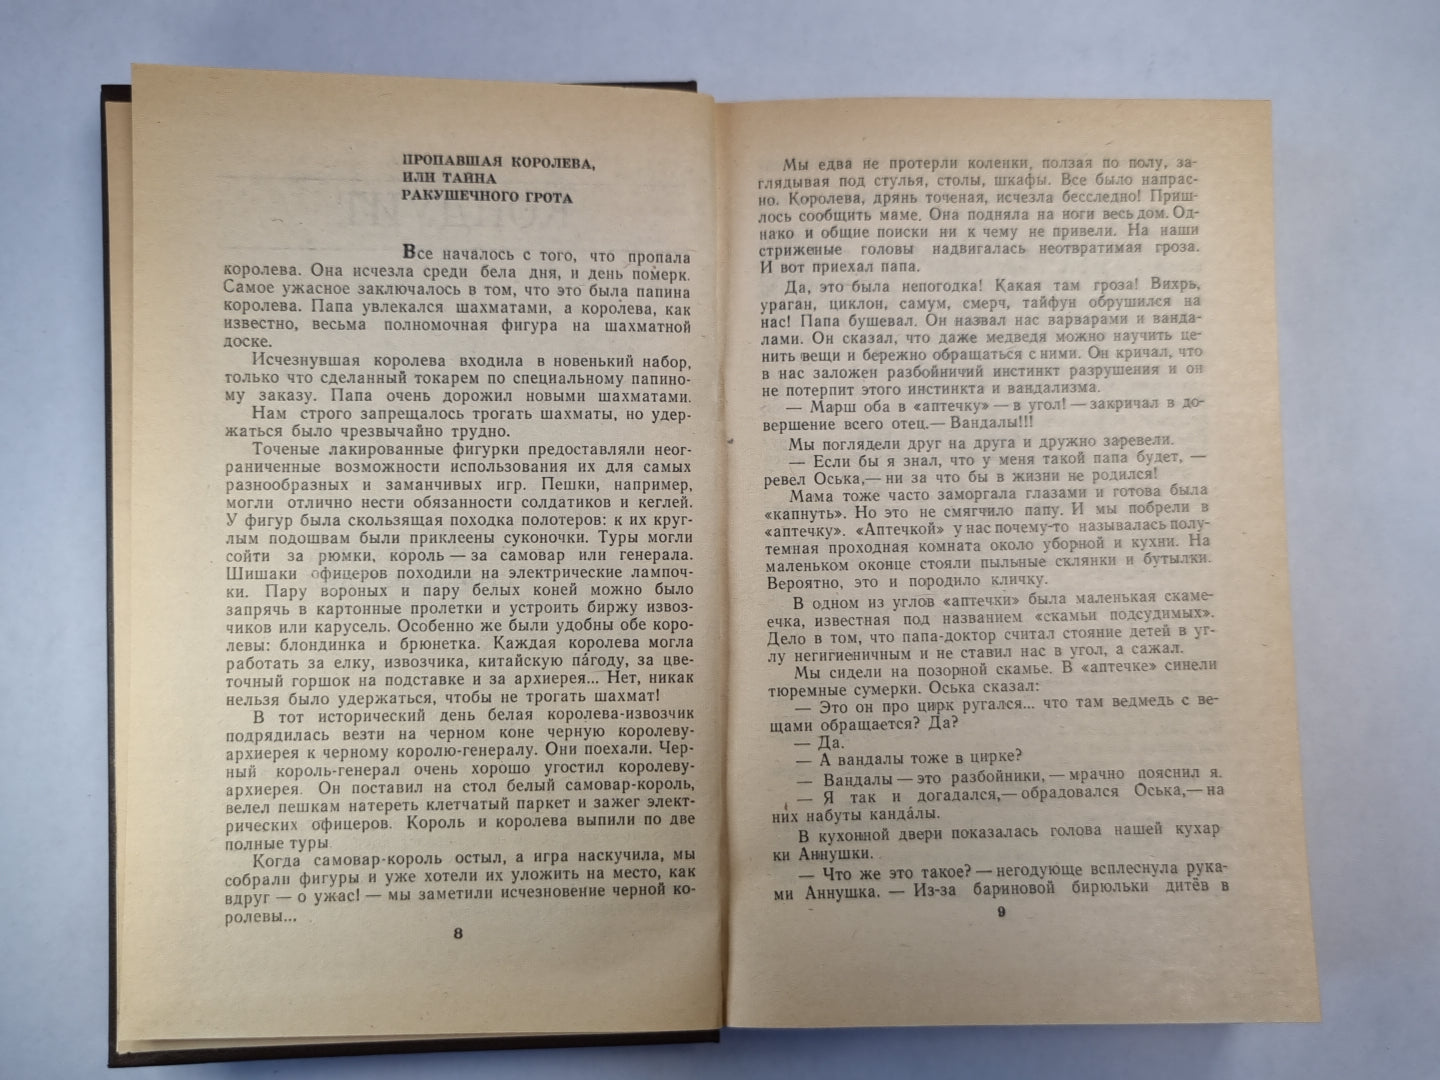 ПРОПАВШАЯ КОРОЛЕВА,
ИЛИ ТАЙНА
РАКУШЕЧНОГО ГРОТА
Все началось с того, что пропала
королева. Она исчезла среди бела дня, и день померк.
Самое ужасное заключалось в том, что это была папина
королева. Папа увлекался шахматами, а королева, как
известно, весьма полномочная фигура на шахматной
доске.
Исчезнувшая королева входила в новенький набор,
только что сделанный токарем по специальному папино-
му заказу. Папа очень дорожил новыми шахматами.
Нам строго запрещалось трогать шахматы, но удер-
жаться было чрезвычайно трудно.
Точеные лакированные фигурки предоставляли неог-
раниченные возможности использования их для самых
разнообразных и заманчивых игр. Пешки, например,
могли отлично нести обязанности солдатиков и кеглей.
У фигур была скользящая походка полотеров: к их круг-
лым подошвам были приклеены суконочки. Туры могли
сойти за рюмки, король — за самовар или генерала.
Шишаки офицеров походили на электрические лампоч-
ки. Пару вороных и пару белых коней можно было
запрячь в картонные пролетки и устроить биржу извоз-
чиков или карусель. Особенно же были удобны обе коро-
левы: блондинка и брюнетка. Каждая королева могла
работать за елку, извозчика, китайскую па́году, за цве-
точный горшок на подставке и за архиерея... Нет, никак
нельзя было удержаться, чтобы не трогать шахмат!
В тот исторический день белая королева-извозчик
подрядилась везти на черном коне черную королеву-
архиерея к черному королю-генералу. Они поехали. Чер-
ный король-генерал очень хорошо угостил королеву-
архиерея. Он поставил на стол белый самовар-король,
велел пешкам натереть клетчатый паркет и зажег элект-
рических офицеров. Король и королева выпили по две
полные туры
Когда самовар-король остыл, а игра наскучила, мы
собрали фигуры и уже хотели их уложить на место, как
вдруг — о ужас! — мы заметили исчезновение черной ко-
ролевы...
8
Мы едва не протерли коленки, ползая по полу, за-
глядывая под стулья, столы, шкафы. Все было напрас-
но. Королева, дрянь точеная, исчезла бесследно! Приш-
лось сообщить маме. Она подняла на ноги весь дом. Од-
нако и общие поиски ни к чему не привели. На наши
стриженые головы надвигалась неотвратимая гроза.
И вот приехал папа.
Да, это была непогодка! Какая там гроза! Вихрь,
ураган, циклон, самум, смерч, тайфун обрушился на
нас! Папа бушевал. Он назвал нас варварами и ванда-
лами. Он сказал, что даже медведя можно научить це-
нить вещи и бережно обращаться с ними. Он кричал, что
в нас заложен разбойничий инстинкт разрушения и он
не потерпит этого инстинкта и вандализма.
— Марш оба в «аптечку» — в угол! — закричал в до-
вершение всего отец.— Вандалы!!!
Мы поглядели друг на друга и дружно заревели.
— Если бы я знал, что у меня такой папа будет, —
ревел Оська,— ни за что бы в жизни не родился!
Мама тоже часто заморгала глазами и готова была
«капнуть». Но это не смягчило папу. И мы побрели в
«аптечку». «Аптечкой» у нас почему-то называлась полу-
темная проходная комната около уборной и кухни. На
маленьком оконце стояли пыльные склянки и бутылки.
Вероятно, это и породило кличку.
В одном из углов «аптечки» была маленькая скаме-
ечка, известная под названием «скамьи подсудимых».
Дело в том, что папа-доктор считал стояние детей в уг-
лу негигиеничным и не ставил нас в угол, а сажал.
Мы сидели на позорной скамье. В «аптечке» синели
тюремные сумерки. Оська сказал:
— Это он про цирк ругался... что там ведмедь с ве-
щами обращается? Да?
— Да.
— А вандалы тоже в цирке?
— Вандалы — это разбойники, — мрачно пояснил я.
— Я так и догадался,— обрадовался Оська,— на
них набуты канда́лы.
В кухонной двери показалась голова нашей кухар
ки Аннушки.
— Что же это такое? — негодующе всплеснула рука-
ми Аннушка. — Из-за бариновой бирюльки дитёв в
9